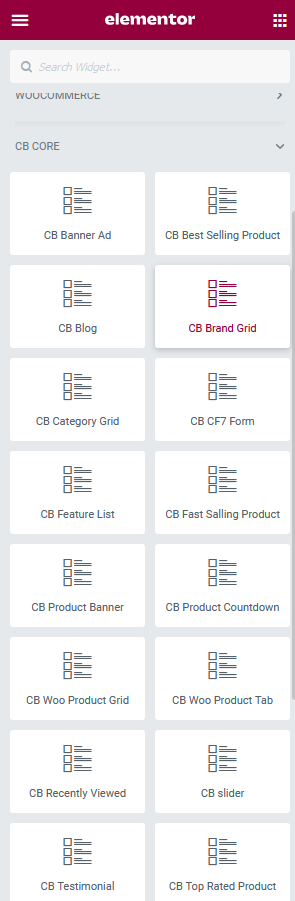 elementor
Search Widget...
WOOCOMMERCE
CB CORE
CB Banner Ad
CB Best Selling Product
CB Blog
CB Brand Grid
CB Category Grid
CB CF7 Form
CB Feature List
CB Fast Salling Product
CB Product Banner
CB Product Countdown
CB Woo Product Grid
CB Woo Product Tab
CB Recently Viewed
CB slider
CB Testimonial
CB Top Rated Product